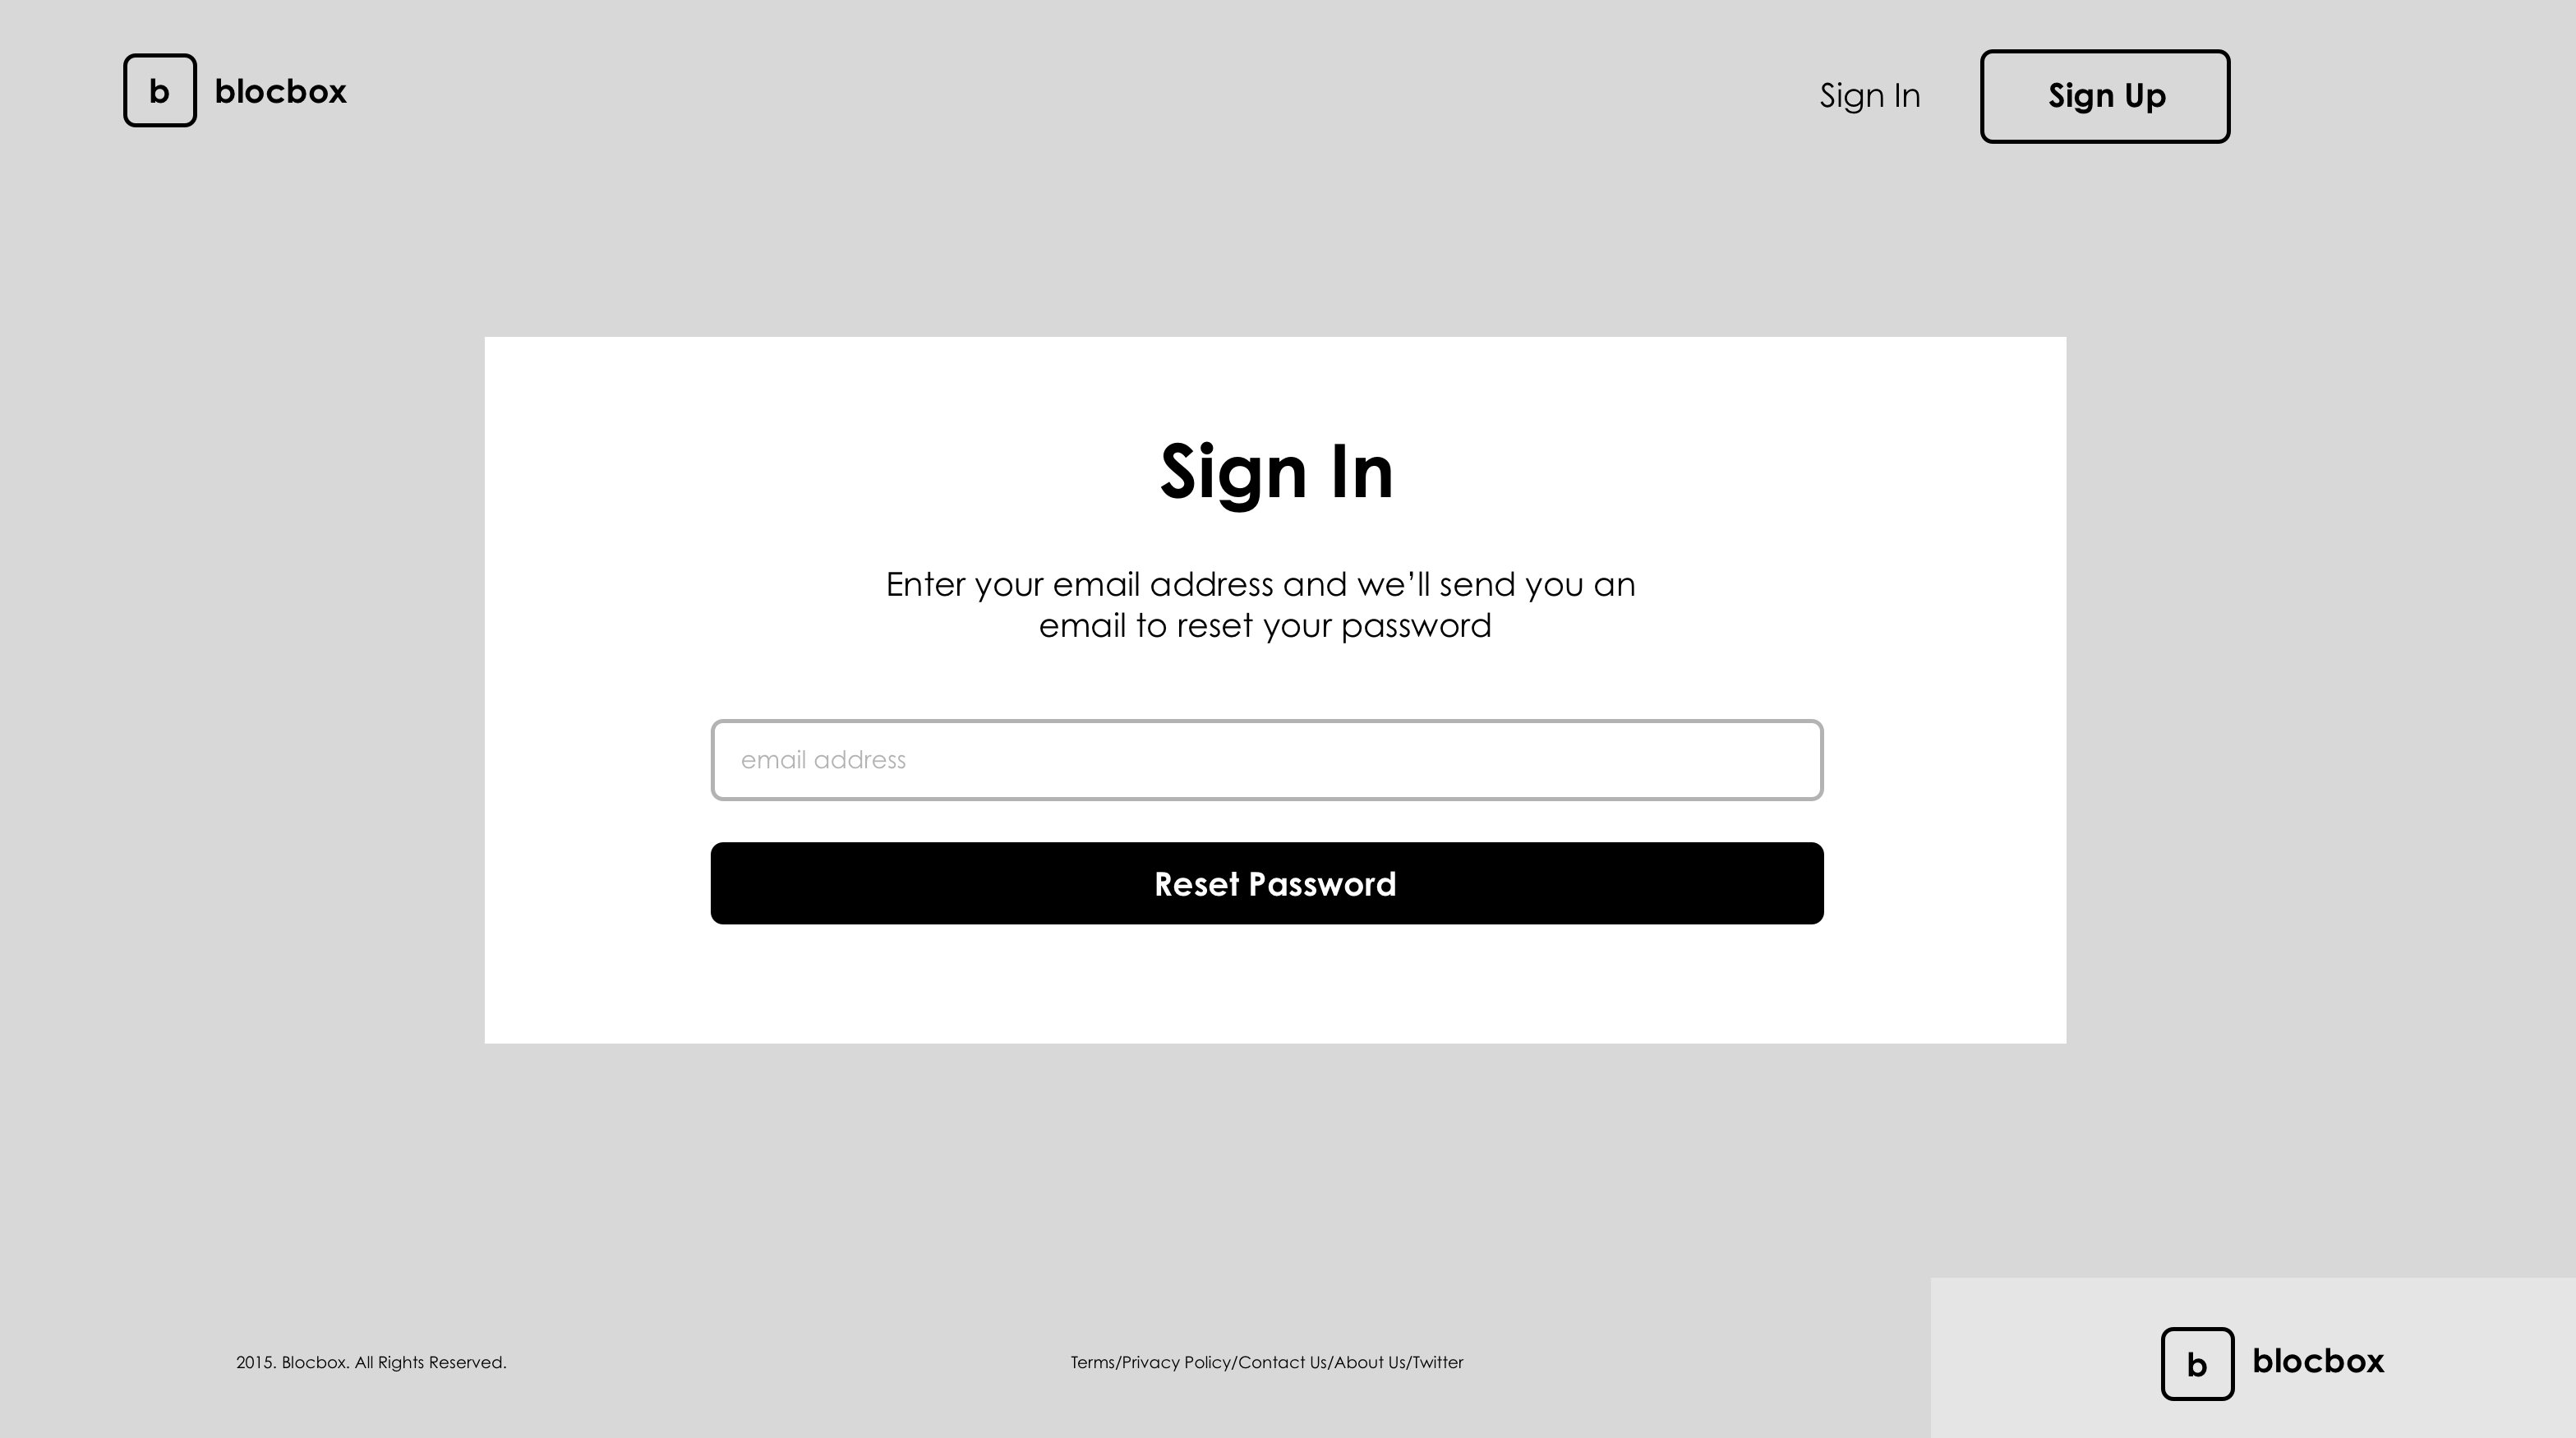 b blocbox
Sign In
Sign Up
Sign In
Enter your email address and we’ll send you an
email to reset your password
email address
Reset Password
2015. Blocbox. All Rights Reserved.
Terms/Privacy Policy/Contact Us/About Us/Twitter
b blocbox